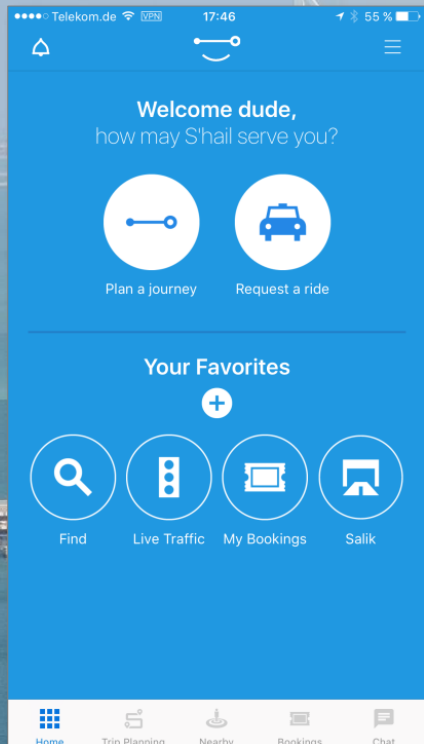 Telekom.de VPN 17:46 55 %
Welcome dude,
how may S'hail serve you?
Plan a journey Request a ride
Your Favorites
Find Live Traffic My Bookings Salik
Home Trip Planning Nearby Bookings Chat